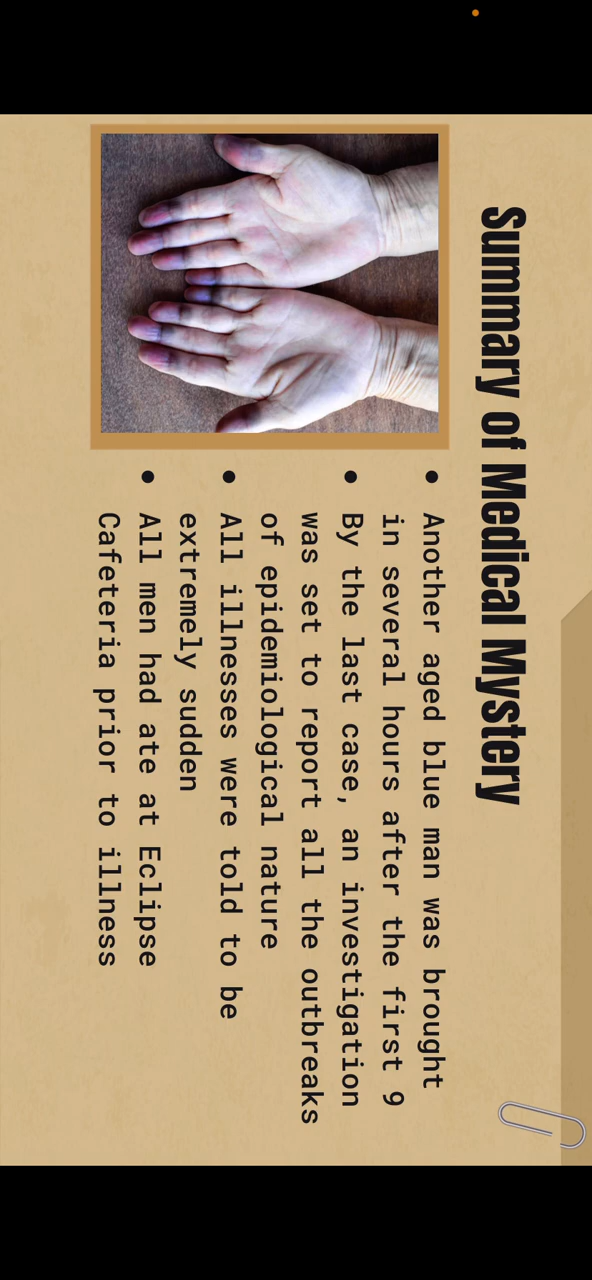 Summary of Medical Mystery
● Another aged blue man was brought
in several hours after the first 9
● By the last case, an investigation
was set to report all the outbreaks
of epidemiological nature
● All illnesses were told to be
extremely sudden
● All men had ate at Eclipse
Cafeteria prior to illness